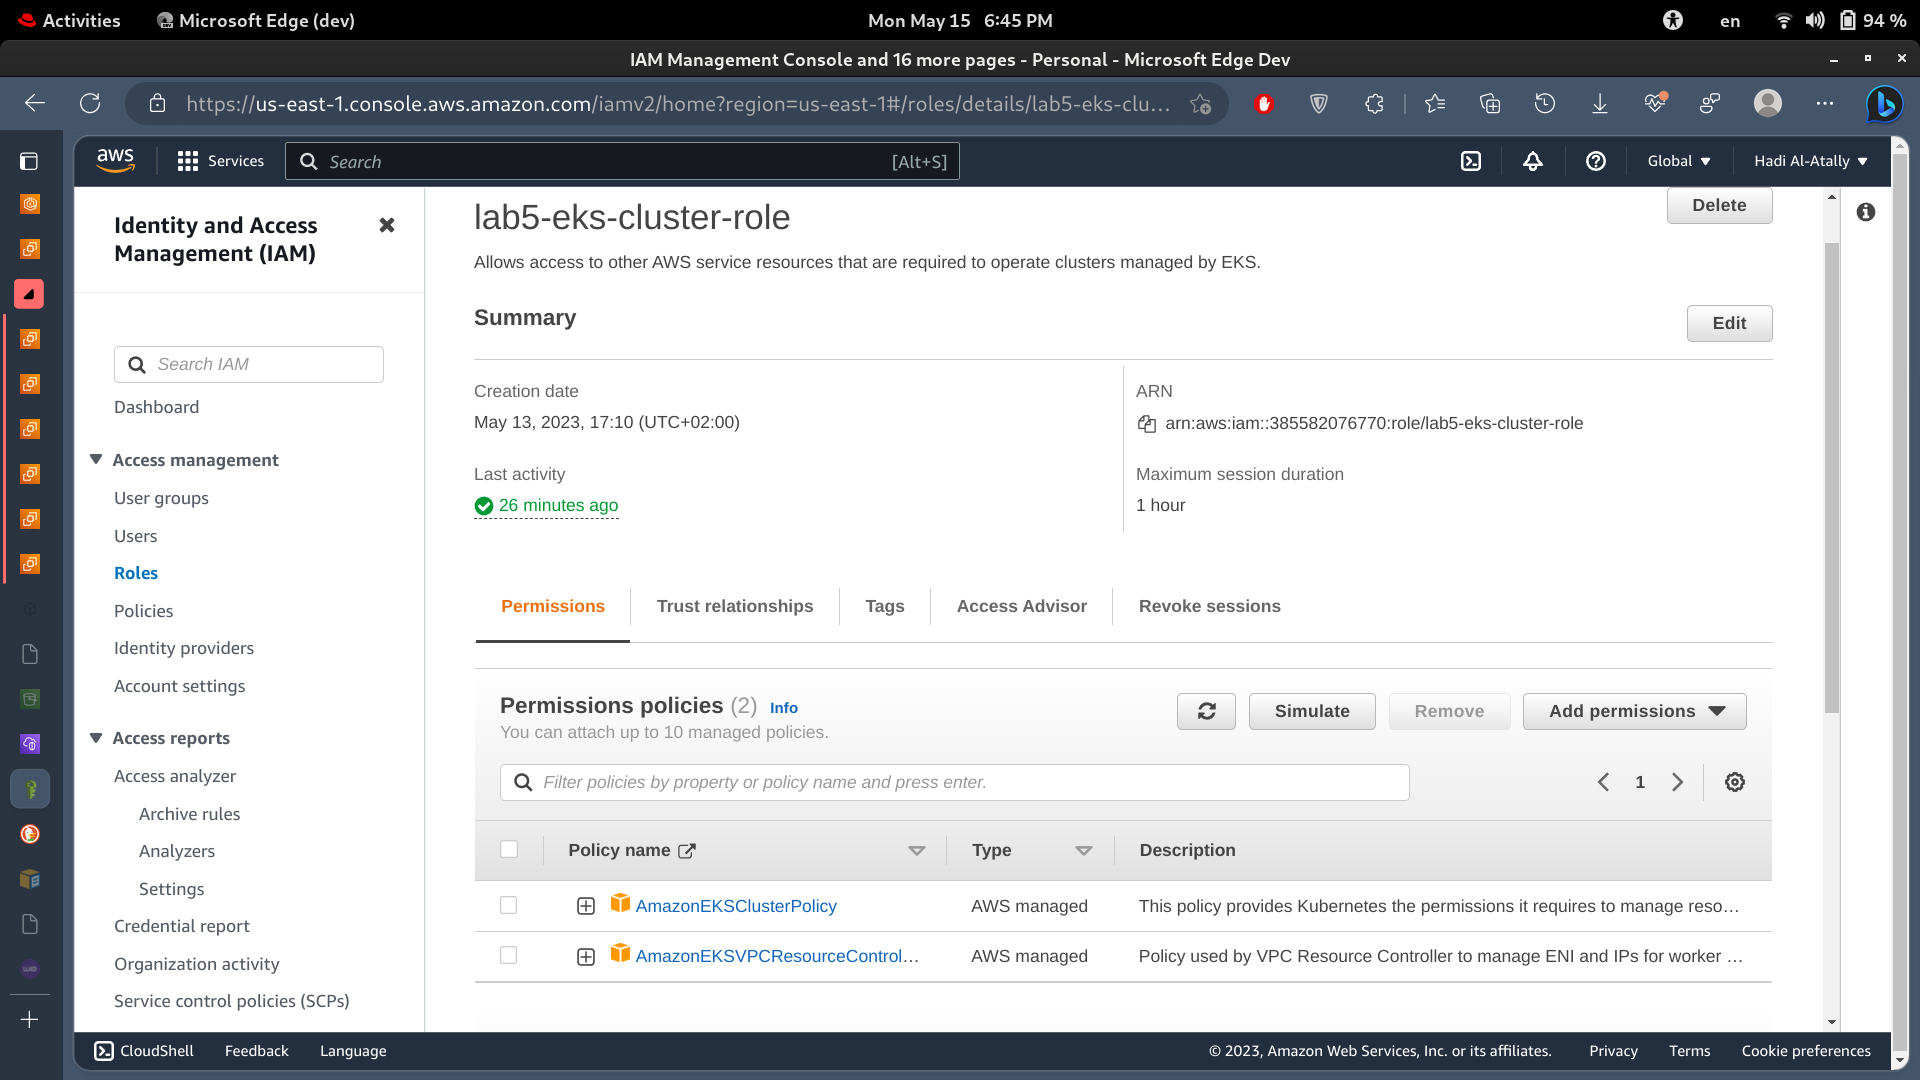 Activities
Microsoft Edge (dev)
Mon May 15 6:45 PM
en
94 %
IAM Management Console and 16 more pages - Personal - Microsoft Edge Dev
https://us-east-1.console.aws.amazon.com/iamv2/home?region=us-east-1#/roles/details/lab5-eks-clu...
aws
Services
Search
[Alt+S]
Global
Hadi Al-Atally
Identity and Access
Management (IAM)
Search IAM
Dashboard
Access management
User groups
Users
Roles
Policies
Identity providers
Account settings
Access reports
Access analyzer
Archive rules
Analyzers
Settings
Credential report
Organization activity
Service control policies (SCPs)
lab5-eks-cluster-role
Delete
Allows access to other AWS service resources that are required to operate clusters managed by EKS.
Summary
Edit
Creation date
May 13, 2023, 17:10 (UTC+02:00)
ARN
arn:aws:iam::385582076770:role/lab5-eks-cluster-role
Last activity
26 minutes ago
Maximum session duration
1 hour
Permissions
Trust relationships
Tags
Access Advisor
Revoke sessions
Permissions policies (2) Info
You can attach up to 10 managed policies.
Simulate
Remove
Add permissions
Filter policies by property or policy name and press enter.
1
Policy name
Type
Description
AmazonEKSClusterPolicy
AWS managed
This policy provides Kubernetes the permissions it requires to manage reso...
AmazonEKSVPCResourceControl...
AWS managed
Policy used by VPC Resource Controller to manage ENI and IPs for worker ...
CloudShell
Feedback
Language
© 2023, Amazon Web Services, Inc. or its affiliates.
Privacy
Terms
Cookie preferences